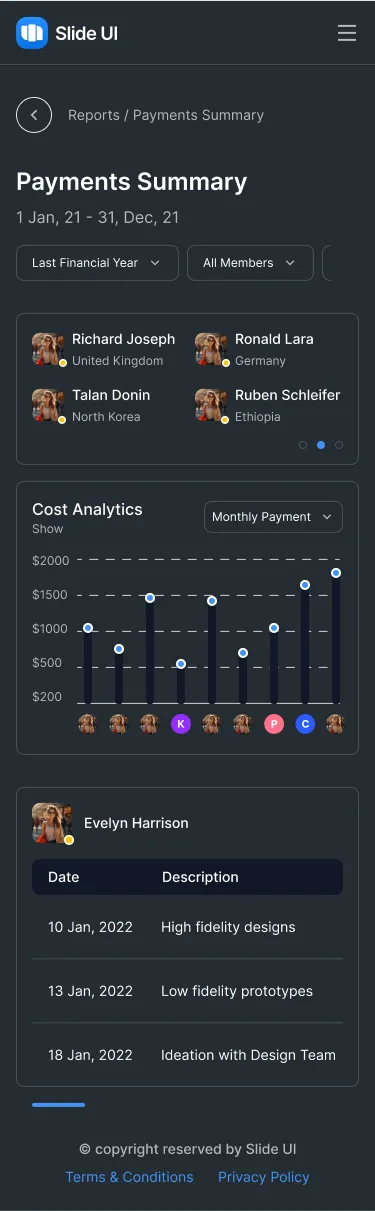 Slide UI
Reports / Payments Summary
Payments Summary
1 Jan, 21 - 31, Dec, 21
Last Financial Year
All Members
Richard Joseph
United Kingdom
Ronald Lara
Germany
Talan Donin
North Korea
Ruben Schleifer
Ethiopia
Cost Analytics
Show
Monthly Payment
$2000
$1500
$1000
$500
$200
K P C
Evelyn Harrison
Date Description
10 Jan, 2022 High fidelity designs
13 Jan, 2022 Low fidelity prototypes
18 Jan, 2022 Ideation with Design Team
© copyright reserved by Slide UI
Terms & Conditions Privacy Policy